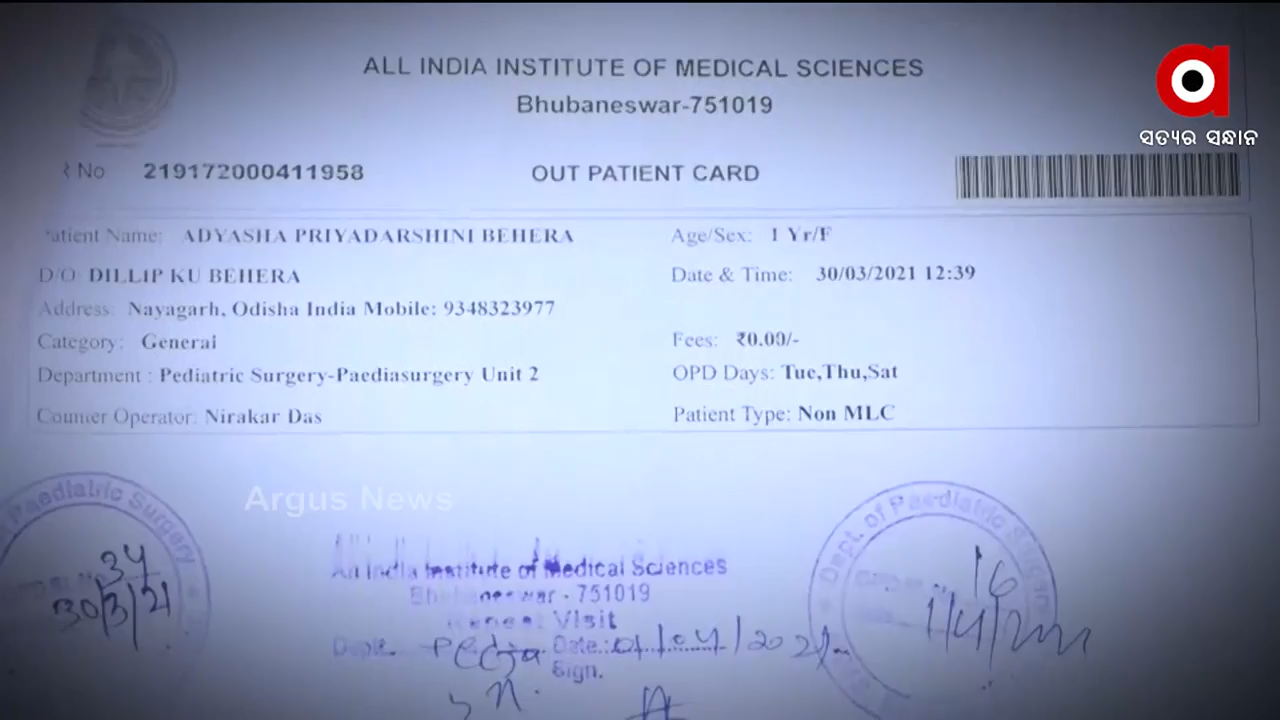 ALL INDIA INSTITUTE OF MEDICAL SCIENCES
Bhubaneswar-751019
ସତ୍ୟର ସନ୍ଧାନ
No 219172000411958
OUT PATIENT CARD
atient Name: ADYASHA PRIYADARSHINI BEHERA
Age/Sex: 1 Yr/F
D/O DILLIP KU BEHERA
Date & Time: 30/03/2021 12:39
Address: Nayagarh, Odisha India Mobile: 9348323977
Category: General
Fees: ₹0.00/-
Department : Pediatric Surgery-Paediasurgery Unit 2
OPD Days: Tue,Thu,Sat
Counter Operator: Nirakar Das
Patient Type: Non MLC
Argus News
Paediatric Surgery
34
30/3/21
All India Institute of Medical Sciences
Bhubaneswar - 751019
Visit
Deptt. Date.: 01/04/2021
Sign.
Dept. of Paediatric Surgery
16